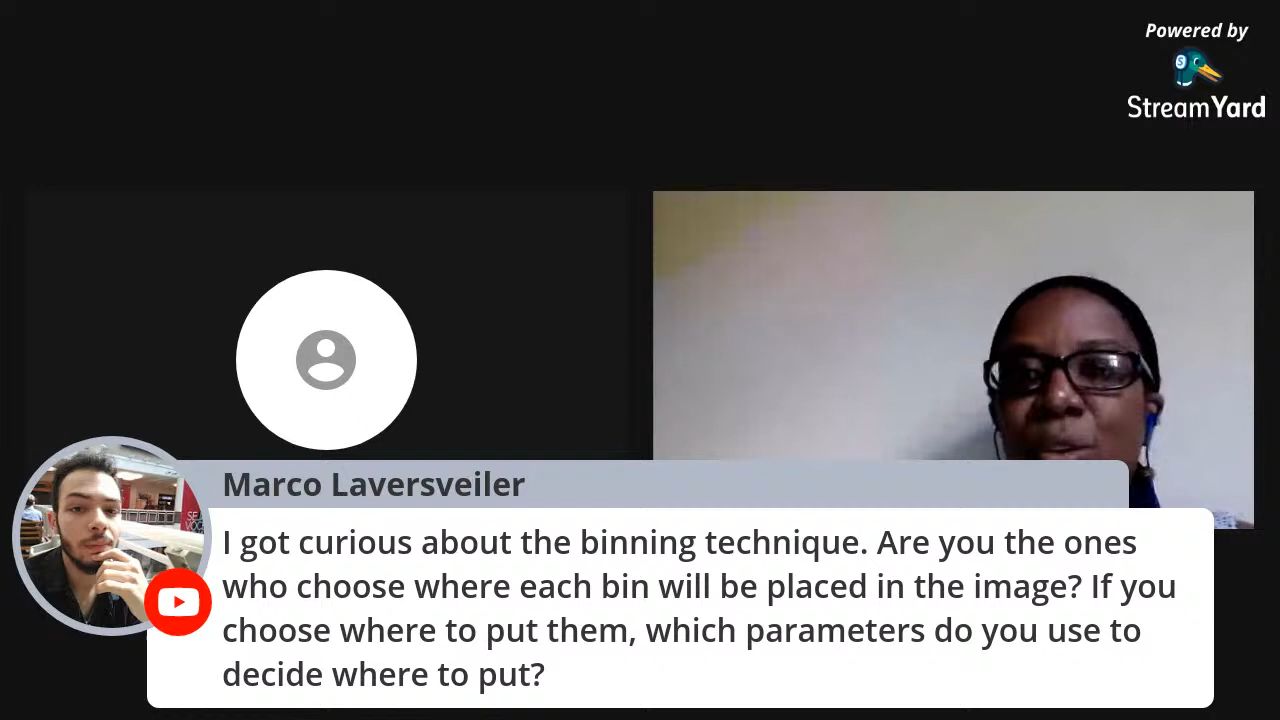 Powered by
StreamYard
Marco Laversveiler
I got curious about the binning technique. Are you the ones
who choose where each bin will be placed in the image? If you
choose where to put them, which parameters do you use to
decide where to put?